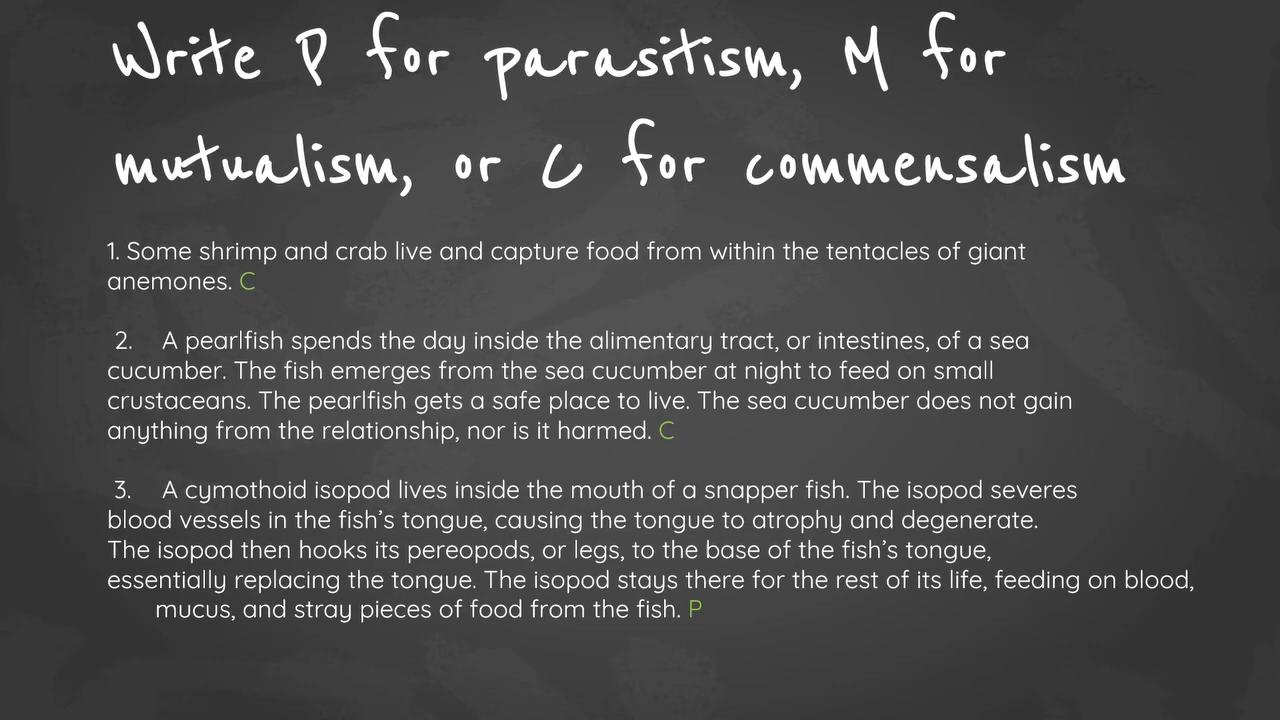 Write P for parasitism, M for
mutualism, or C for commensalism
1. Some shrimp and crab live and capture food from within the tentacles of giant
anemones. C
2. A pearlfish spends the day inside the alimentary tract, or intestines, of a sea
cucumber. The fish emerges from the sea cucumber at night to feed on small
crustaceans. The pearlfish gets a safe place to live. The sea cucumber does not gain
anything from the relationship, nor is it harmed. C
3. A cymothoid isopod lives inside the mouth of a snapper fish. The isopod severes
blood vessels in the fish’s tongue, causing the tongue to atrophy and degenerate.
The isopod then hooks its pereopods, or legs, to the base of the fish’s tongue,
essentially replacing the tongue. The isopod stays there for the rest of its life, feeding on blood,
mucus, and stray pieces of food from the fish. P